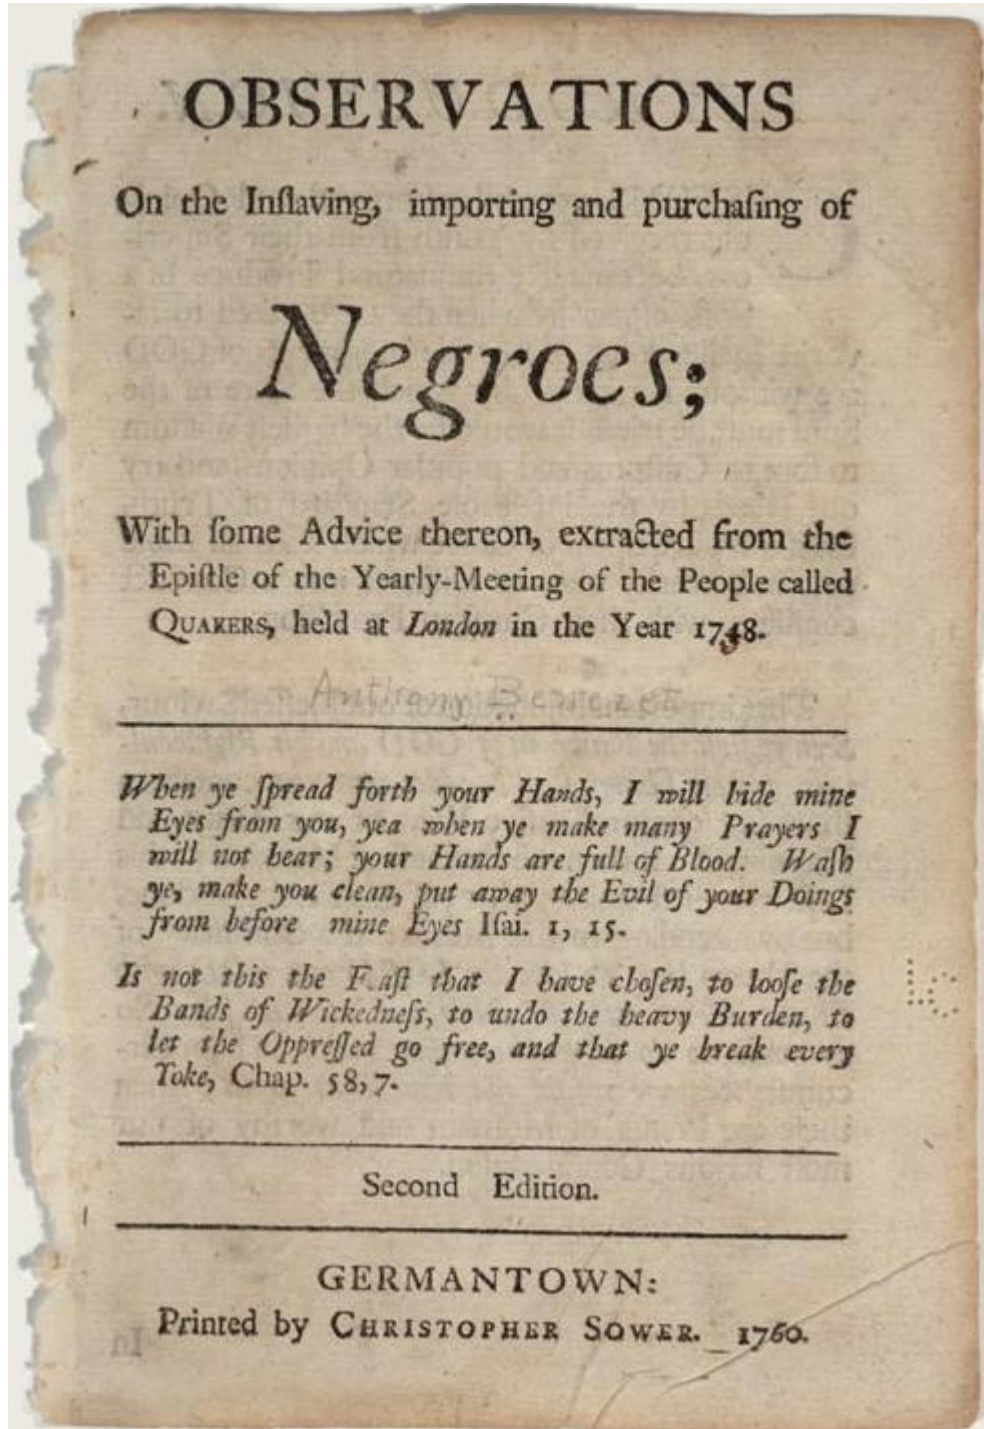 OBSERVATIONS
On the Inſlaving, importing and purchaſing of
Negroes;
With ſome Advice thereon, extracted from the
Epiſtle of the Yearly-Meeting of the People called
QUAKERS, held at London in the Year 1748.
Anthony Benezet
When ye ſpread forth your Hands, I will hide mine
Eyes from you, yea when ye make many Prayers I
will not hear; your Hands are full of Blood. Waſh
ye, make you clean, put away the Evil of your Doings
from before mine Eyes Iſai. 1, 15.
Is not this the Faſt that I have choſen, to looſe the
Bands of Wickedneſs, to undo the heavy Burden, to
let the Oppreſſed go free, and that ye break every
Yoke, Chap. 58, 7.
Second Edition.
GERMANTOWN:
Printed by CHRISTOPHER SOWER. 1760.